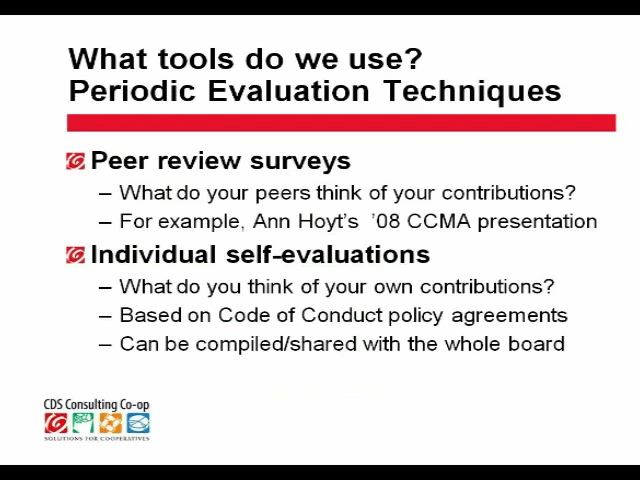 What tools do we use?
Periodic Evaluation Techniques
Peer review surveys
– What do your peers think of your contributions?
– For example, Ann Hoyt's '08 CCMA presentation
Individual self-evaluations
– What do you think of your own contributions?
– Based on Code of Conduct policy agreements
– Can be compiled/shared with the whole board
CDS Consulting Co-op
SOLUTIONS FOR COOPERATIVES